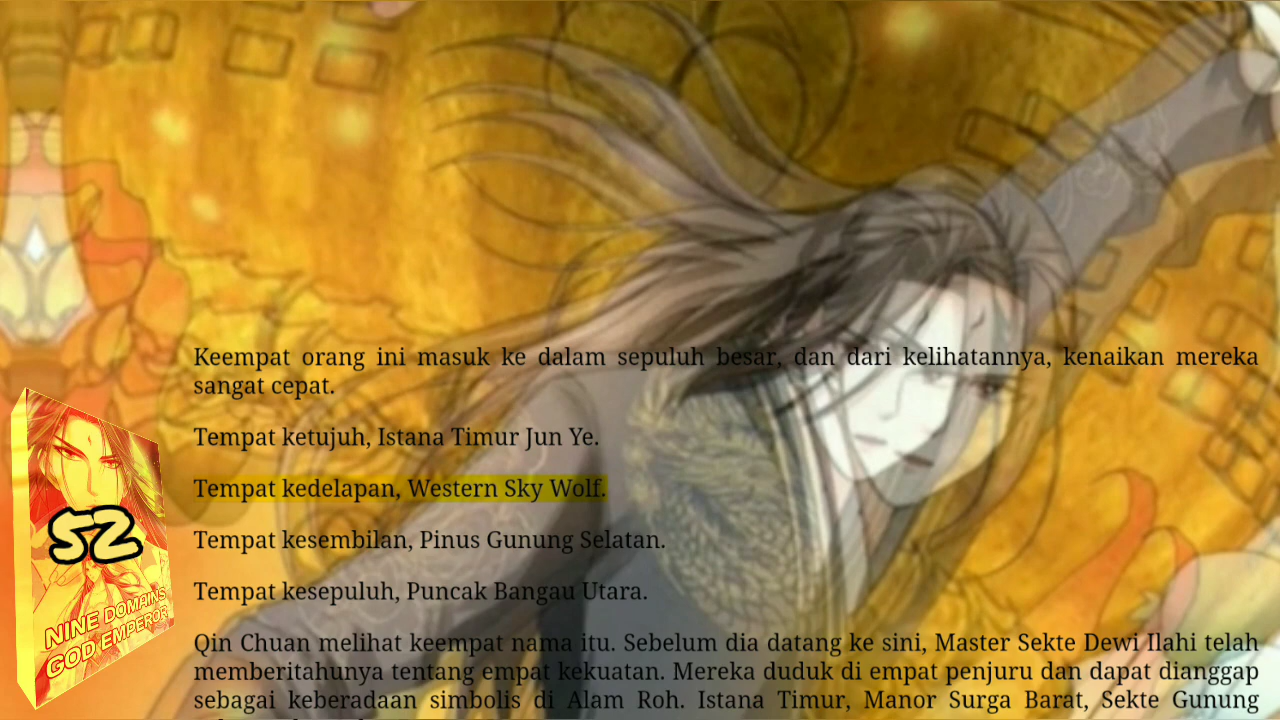 Keempat orang ini masuk ke dalam sepuluh besar, dan dari kelihatannya, kenaikan mereka
sangat cepat.
Tempat ketujuh, Istana Timur Jun Ye.
Tempat kedelapan, Western Sky Wolf.
Tempat kesembilan, Pinus Gunung Selatan.
Tempat kesepuluh, Puncak Bangau Utara.
Qin Chuan melihat keempat nama itu. Sebelum dia datang ke sini, Master Sekte Dewi Ilahi telah
memberitahunya tentang empat kekuatan. Mereka duduk di empat penjuru dan dapat dianggap
sebagai keberadaan simbolis di Alam Roh. Istana Timur, Manor Surga Barat, Sekte Gunung
52
NINE DOMAINS
GOD EMPEROR